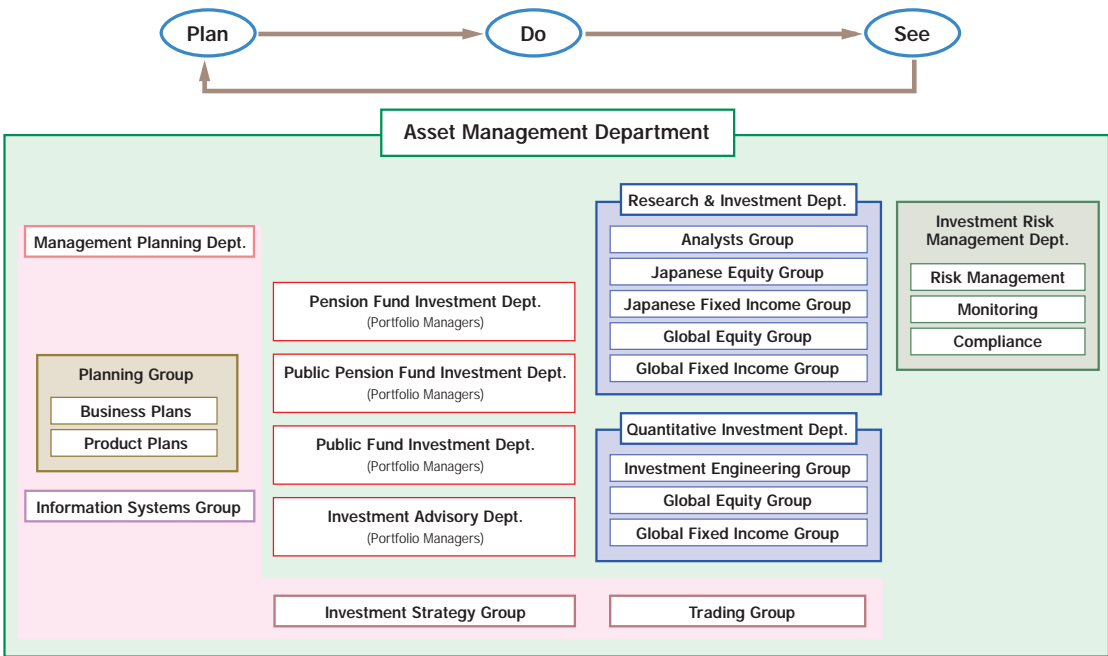 Plan
Do
See
Asset Management Department
Management Planning Dept.
Planning Group
Business Plans
Product Plans
Information Systems Group
Pension Fund Investment Dept.
(Portfolio Managers)
Public Pension Fund Investment Dept.
(Portfolio Managers)
Public Fund Investment Dept.
(Portfolio Managers)
Investment Advisory Dept.
(Portfolio Managers)
Research & Investment Dept.
Analysts Group
Japanese Equity Group
Japanese Fixed Income Group
Global Equity Group
Global Fixed Income Group
Quantitative Investment Dept.
Investment Engineering Group
Global Equity Group
Global Fixed Income Group
Investment Risk
Management Dept.
Risk Management
Monitoring
Compliance
Investment Strategy Group
Trading Group